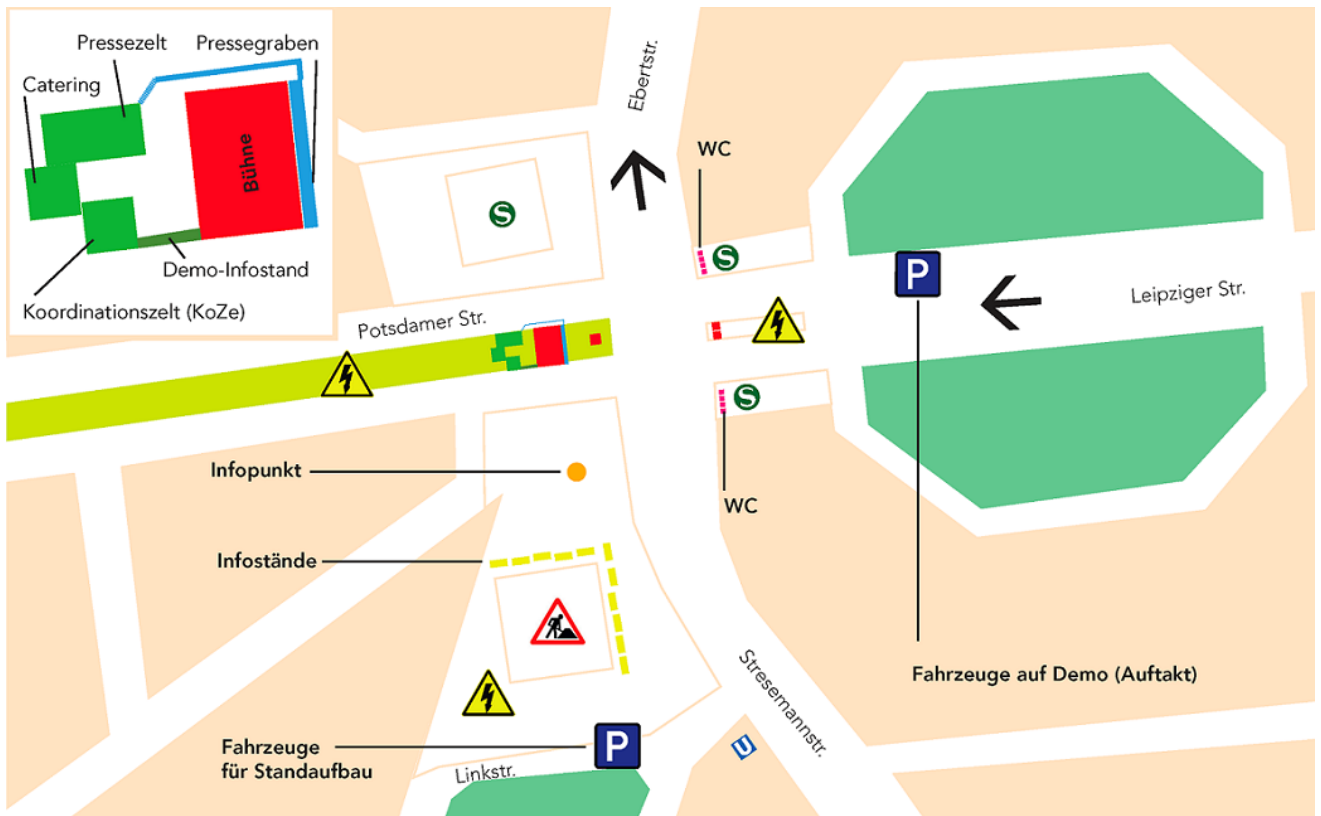 Pressezelt
Pressegraben
Catering
Bühne
Demo-Infostand
Koordinationszelt (KoZe)
Ebertstr.
WC
S
S
P
Leipziger Str.
Potsdamer Str.
S
Infopunkt
WC
Infostände
Stresemannstr.
Fahrzeuge auf Demo (Auftakt)
Fahrzeuge
für Standaufbau
P
U
Linkstr.